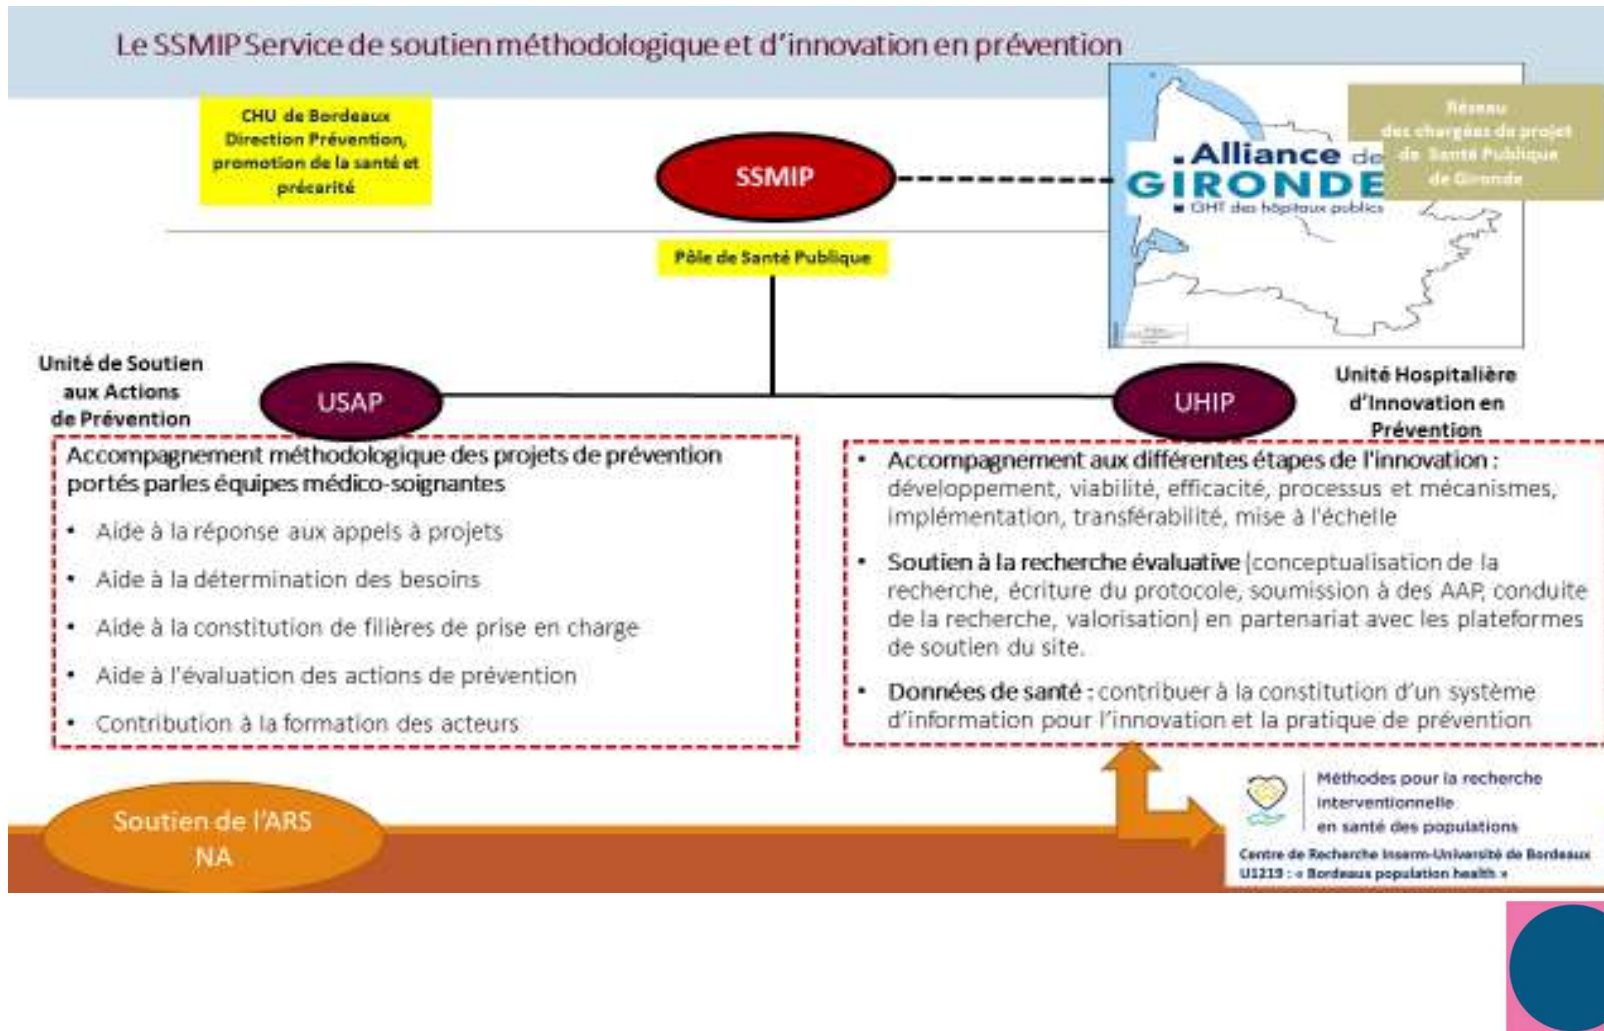 Le SSMIP Service de soutien méthodologique et d’innovation en prévention
CHU de Bordeaux
Direction Prévention,
promotion de la santé et
précarité
SSMIP
Alliance de
GIRONDE
GHT des hôpitaux publics
Réseau
des chargées de projet
de Santé Publique
de Gironde
Pôle de Santé Publique
Unité de Soutien
aux Actions
de Prévention
USAP
UHIP
Unité Hospitalière
d’Innovation en
Prévention
Accompagnement méthodologique des projets de prévention
portés parles équipes médico-soignantes
• Aide à la réponse aux appels à projets
• Aide à la détermination des besoins
• Aide à la constitution de filières de prise en charge
• Aide à l'évaluation des actions de prévention
• Contribution à la formation des acteurs
• Accompagnement aux différentes étapes de l'innovation :
développement, viabilité, efficacité, processus et mécanismes,
implémentation, transférabilité, mise à l'échelle
• Soutien à la recherche évaluative (conceptualisation de la
recherche, écriture du protocole, soumission à des AAP, conduite
de la recherche, valorisation) en partenariat avec les plateformes
de soutien du site.
• Données de santé : contribuer à la constitution d’un système
d’information pour l’innovation et la pratique de prévention
Soutien de l’ARS
NA
Méthodes pour la recherche
interventionnelle
en santé des populations
Centre de Recherche Inserm-Université de Bordeaux
U1219 : « Bordeaux population health »